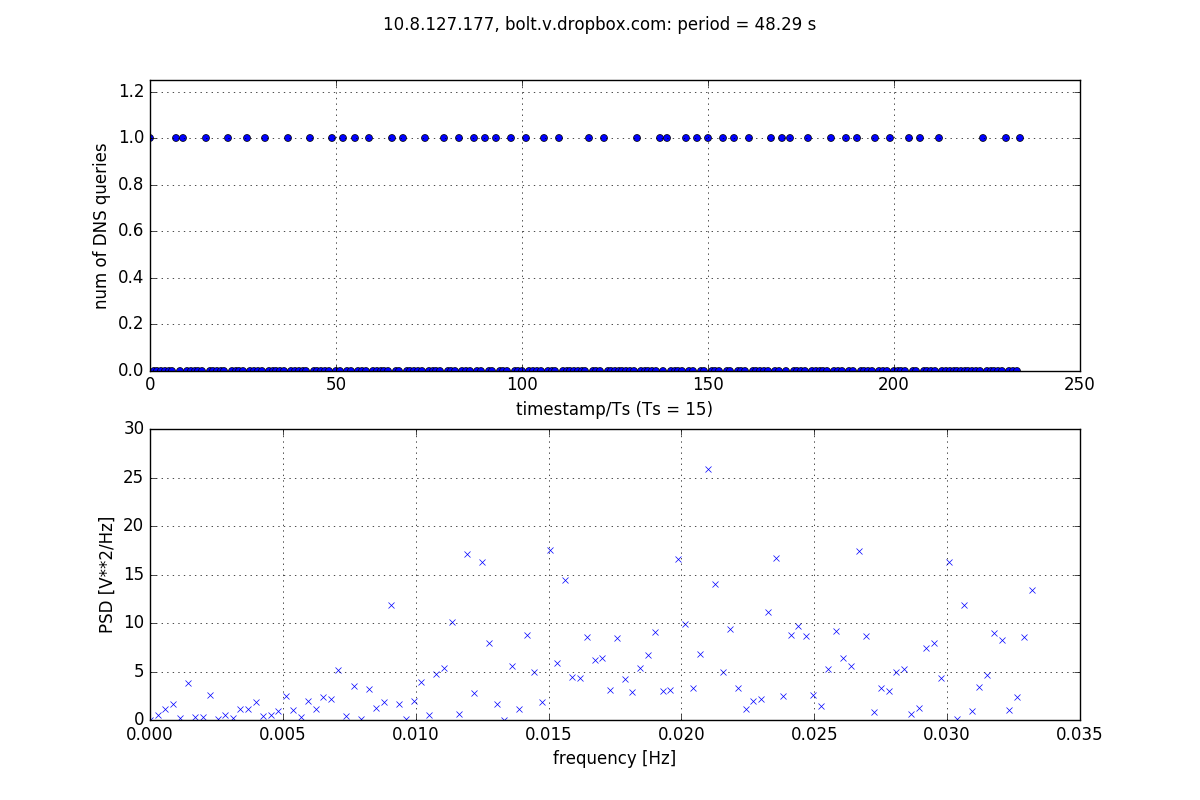 10.8.127.177, bolt.v.dropbox.com: period = 48.29 s
1.2
1.0
0.8
0.6
0.4
0.2
0.0
num of DNS queries
0 50 100 150 200 250
timestamp/Ts (Ts = 15)
30
25
20
15
10
5
0
PSD [V**2/Hz]
0.000 0.005 0.010 0.015 0.020 0.025 0.030 0.035
frequency [Hz]